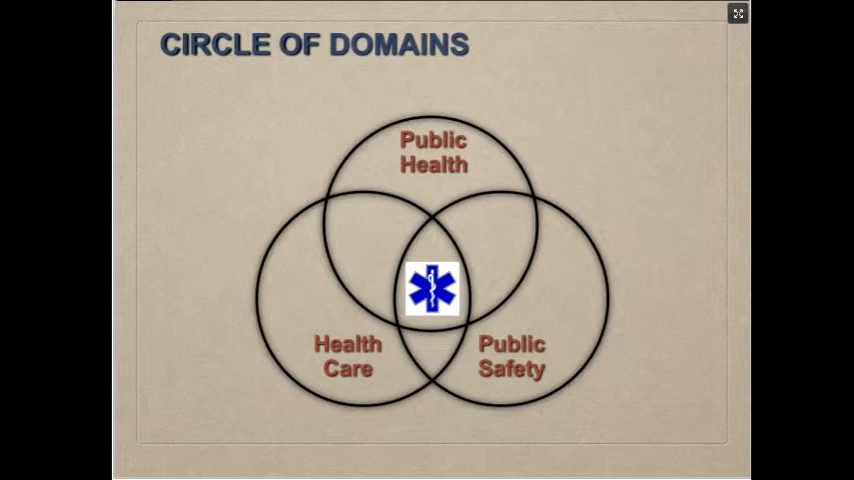 CIRCLE OF DOMAINS
Public
Health
Health
Care
Public
Safety